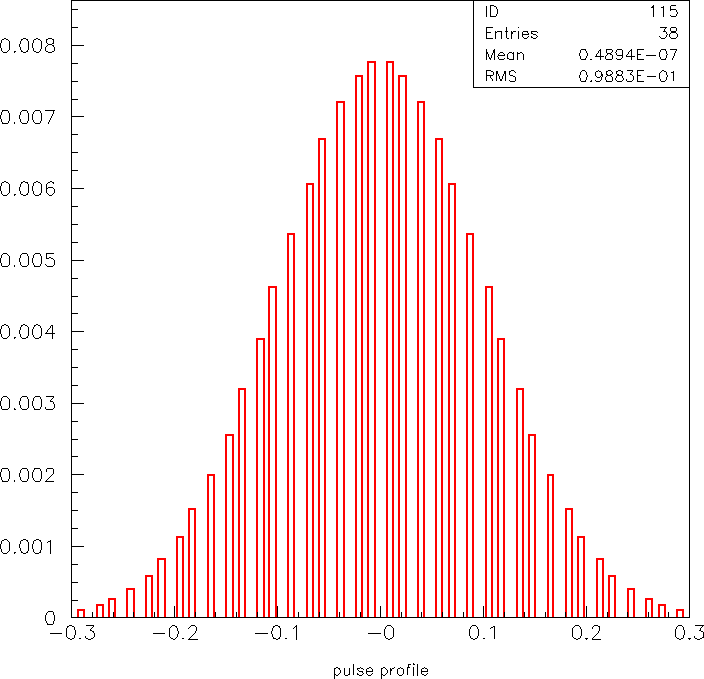 ID 115
Entries 38
Mean 0.4894E-07
RMS 0.9883E-01
0.008
0.007
0.006
0.005
0.004
0.003
0.002
0.001
0
-0.3 -0.2 -0.1 -0 0.1 0.2 0.3
pulse profile